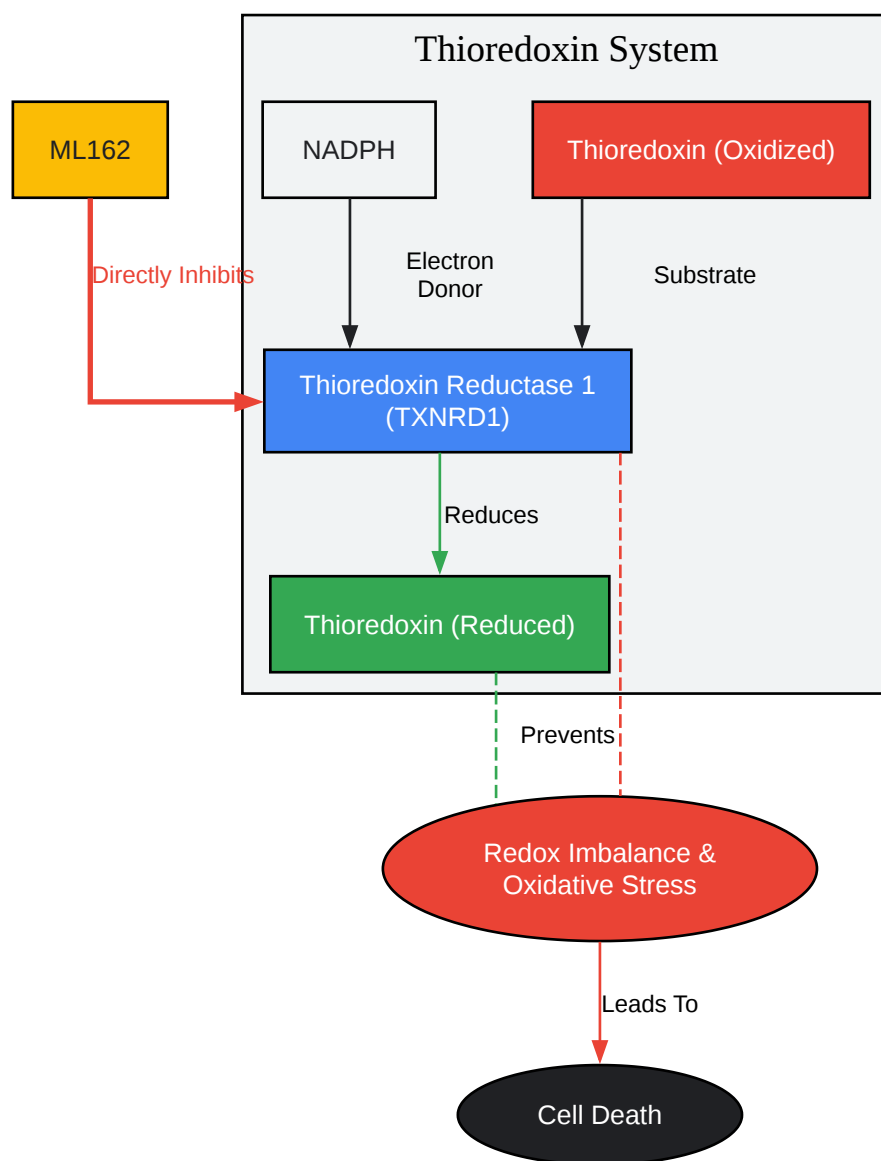 Thioredoxin System
ML162
NADPH
Thioredoxin (Oxidized)
Directly Inhibits
Electron
Donor
Substrate
Thioredoxin Reductase 1
(TXNRD1)
Reduces
Thioredoxin (Reduced)
Prevents
Redox Imbalance &
Oxidative Stress
Leads To
Cell Death